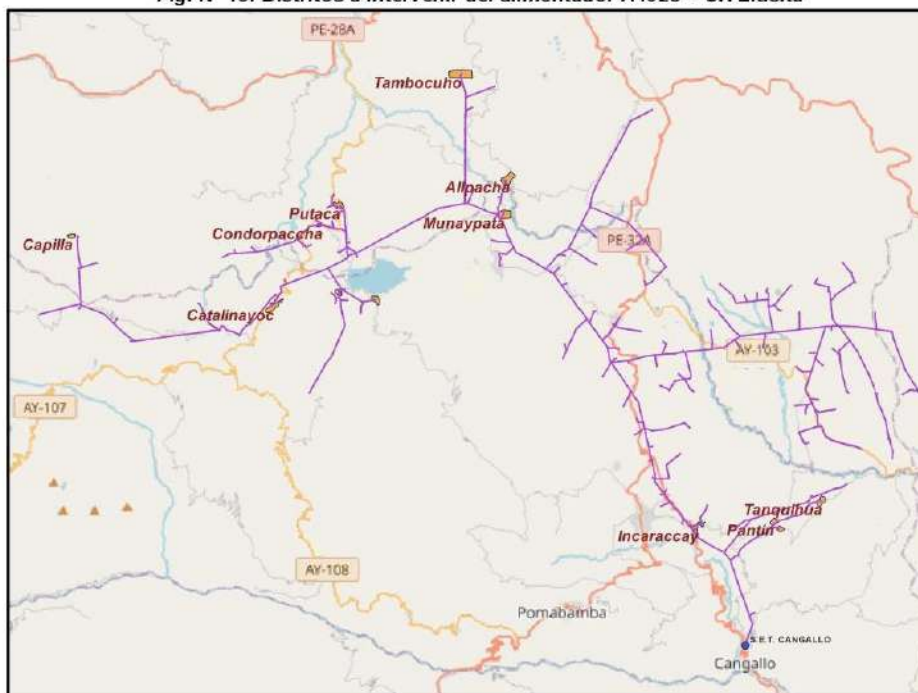 PE-28A
Tambocuho
Allpacha
Putaca
Munaypata
Condorpaccha
Capilla
PE-32A
Catalinayoc
AY-103
AY-107
Tanquihua
Pantin
Incaraccay
AY-108
Pomabamba
S.E.T. CANGALLO
Cangallo